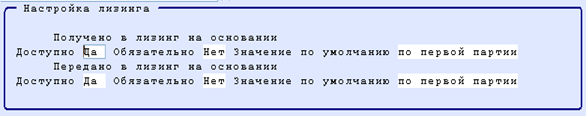 Настройка лизинга
Получено в лизинг на основании
Доступно Да Обязательно Нет Значение по умолчанию по первой партии
Передано в лизинг на основании
Доступно Да Обязательно Нет Значение по умолчанию по первой партии